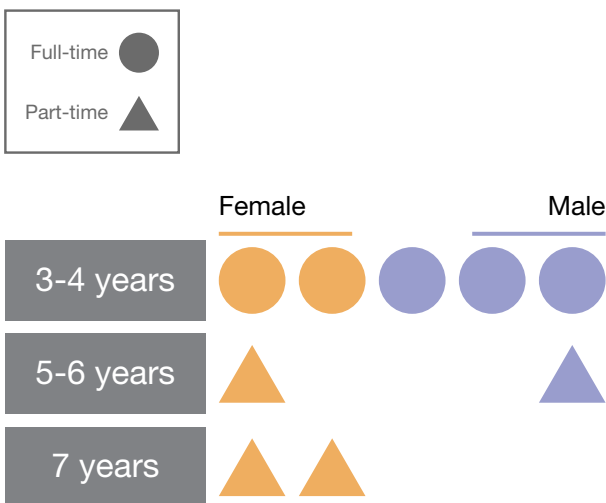 Full-time
Part-time
Female Male
3-4 years
5-6 years
7 years